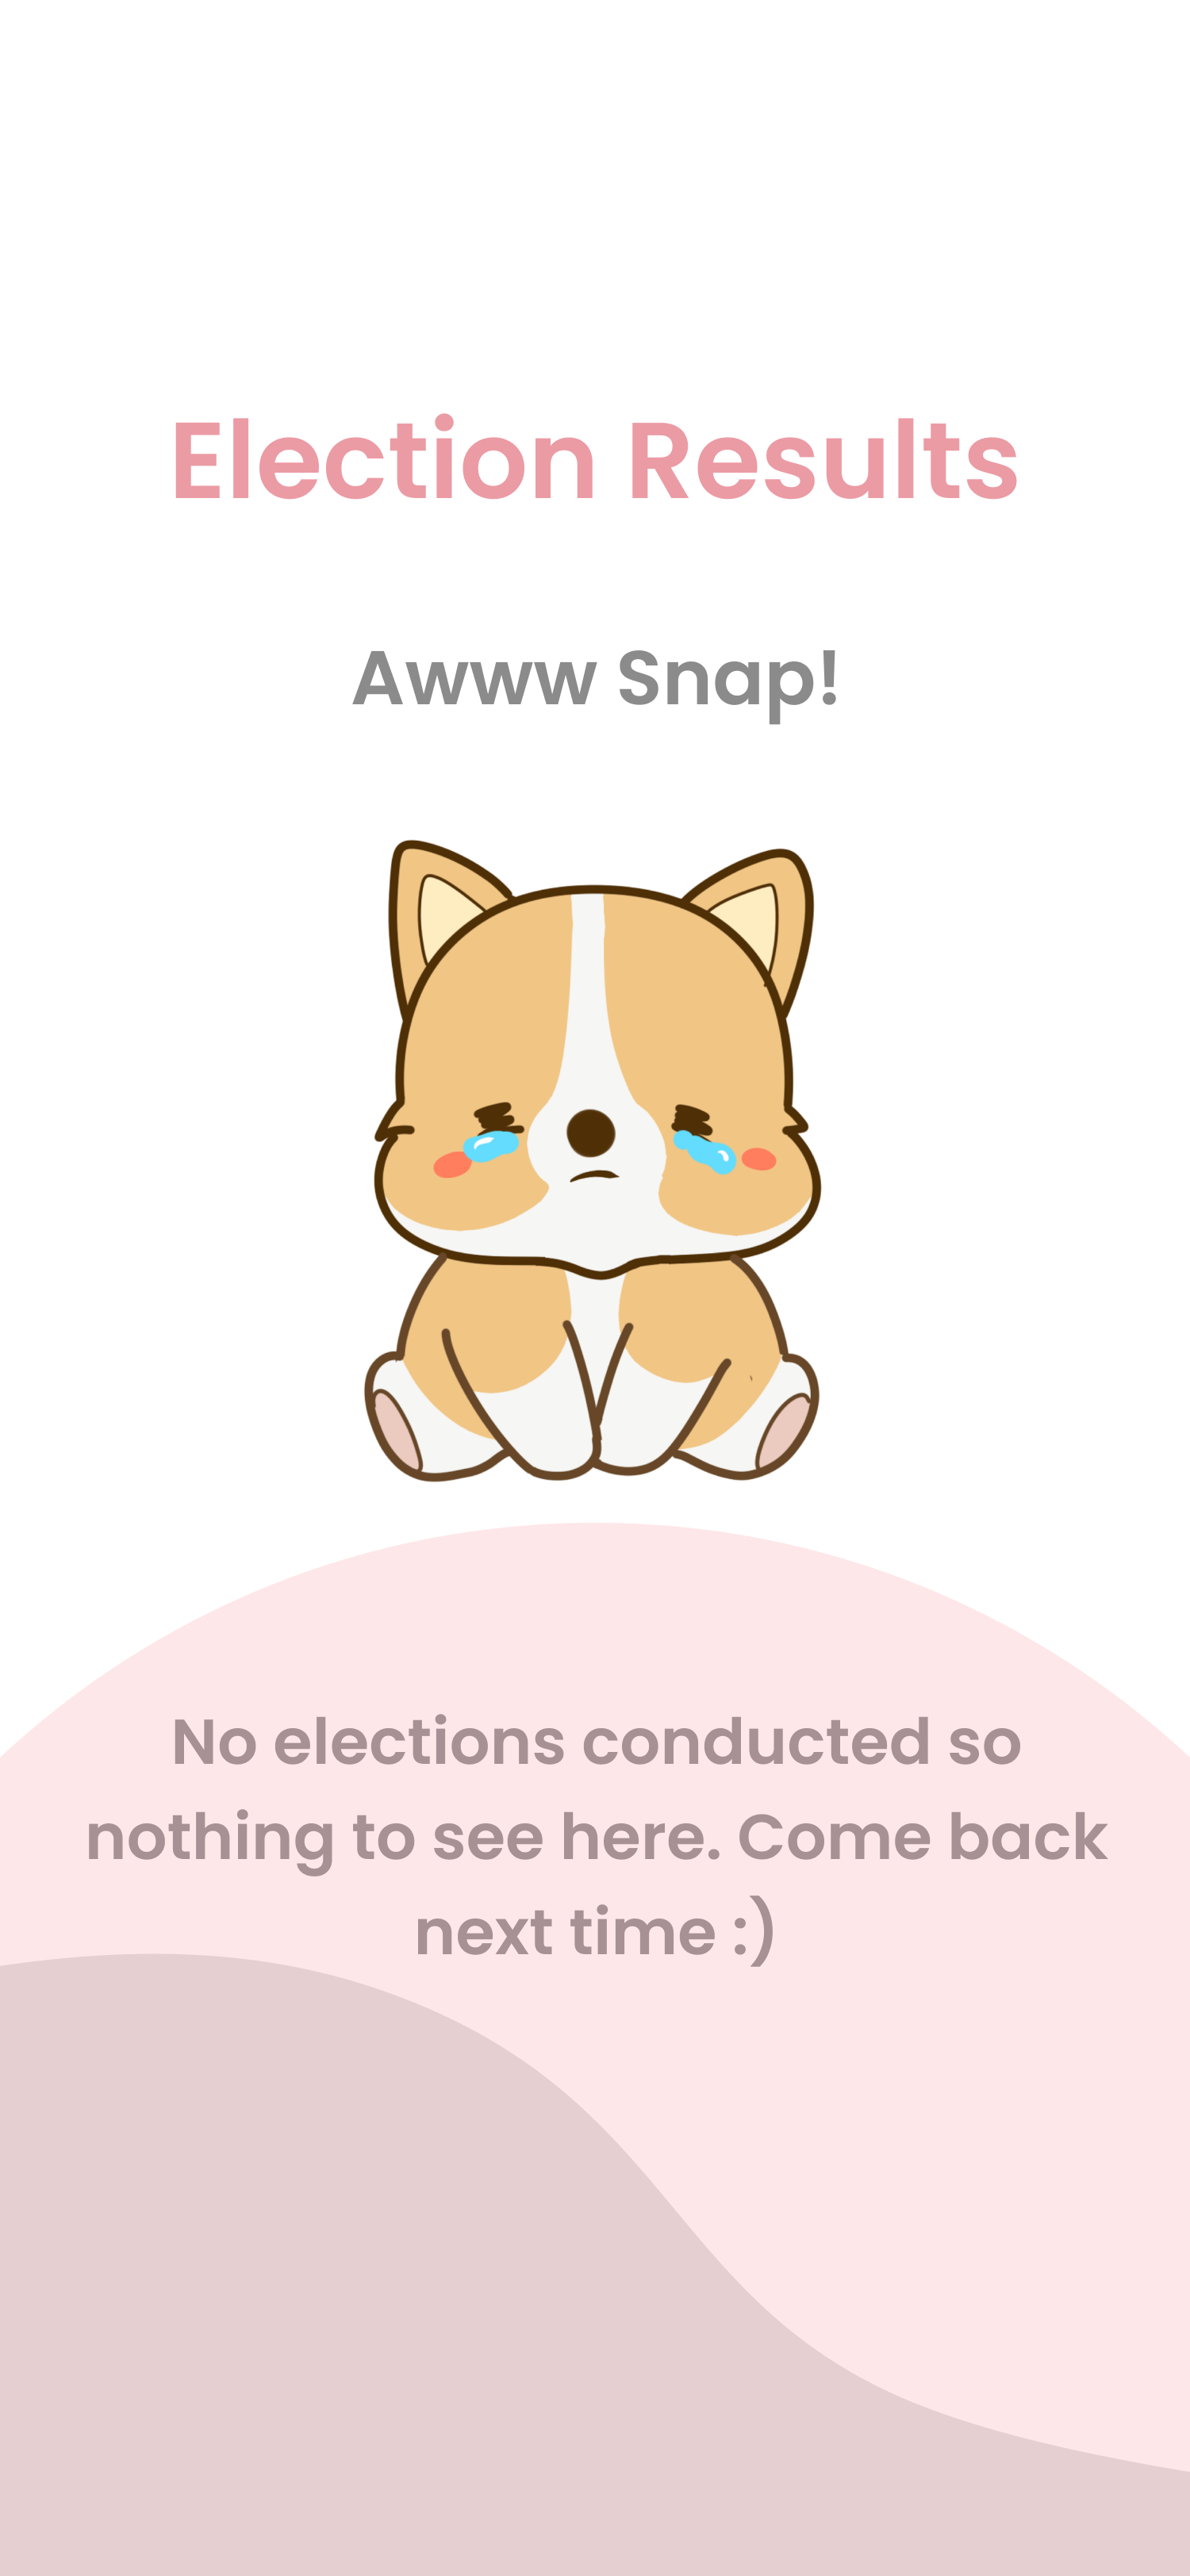 Election Results
Awww Snap!
No elections conducted so
nothing to see here. Come back
next time :)